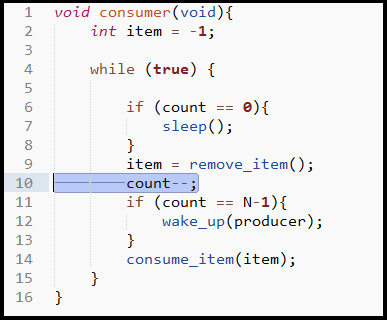 1 void consumer(void){
2     int item = -1;
3
4     while (true) {
5
6         if (count == 0){
7             sleep();
8         }
9         item = remove_item();
10         count--;
11         if (count == N-1){
12             wake_up(producer);
13         }
14         consume_item(item);
15     }
16 }